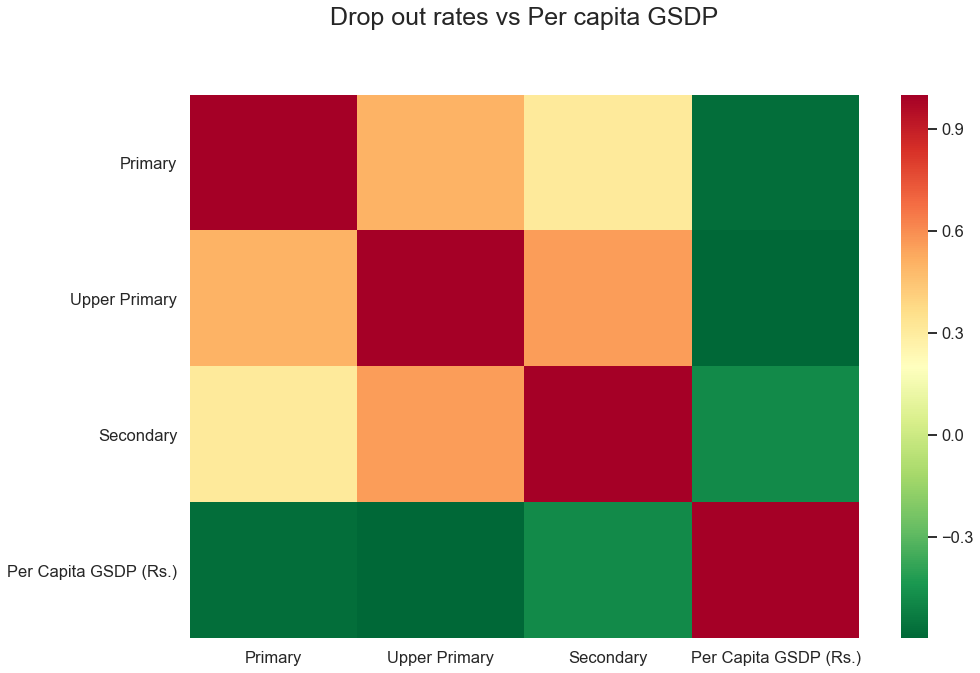 Drop out rates vs Per capita GSDP
Primary
Upper Primary
Secondary
Per Capita GSDP (Rs.)
Primary
Upper Primary
Secondary
Per Capita GSDP (Rs.)
0.9
0.6
0.3
0.0
−0.3